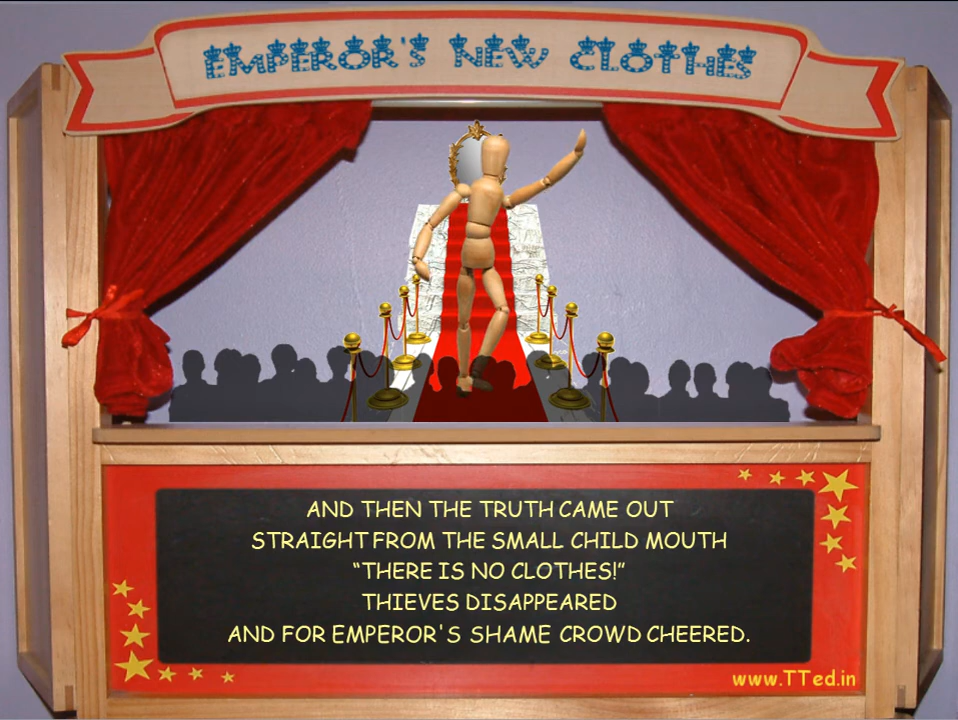 EMPEROR'S NEW CLOTHES
AND THEN THE TRUTH CAME OUT
STRAIGHT FROM THE SMALL CHILD MOUTH
“THERE IS NO CLOTHES!”
THIEVES DISAPPEARED
AND FOR EMPEROR'S SHAME CROWD CHEERED.
www.TTed.in